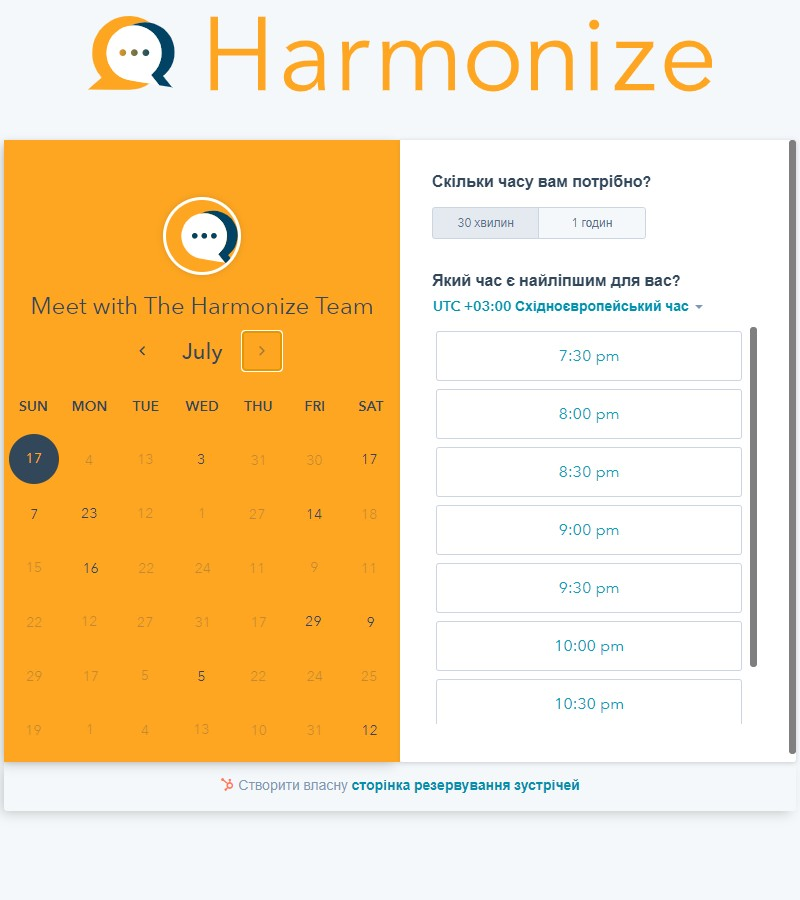 Harmonize
Meet with The Harmonize Team
July
SUN MON TUE WED THU FRI SAT
17 4 13 3 31 30 17
7 23 12 1 27 14 18
15 16 22 24 11 9 11
22 12 27 31 17 29 9
29 17 5 5 22 24 25
19 1 4 13 10 31 12
Скільки часу вам потрібно?
30 хвилин 1 годин
Який час є найліпшим для вас?
UTC +03:00 Східноєвропейський час
7:30 pm
8:00 pm
8:30 pm
9:00 pm
9:30 pm
10:00 pm
10:30 pm
Створити власну сторінка резервування зустрічей